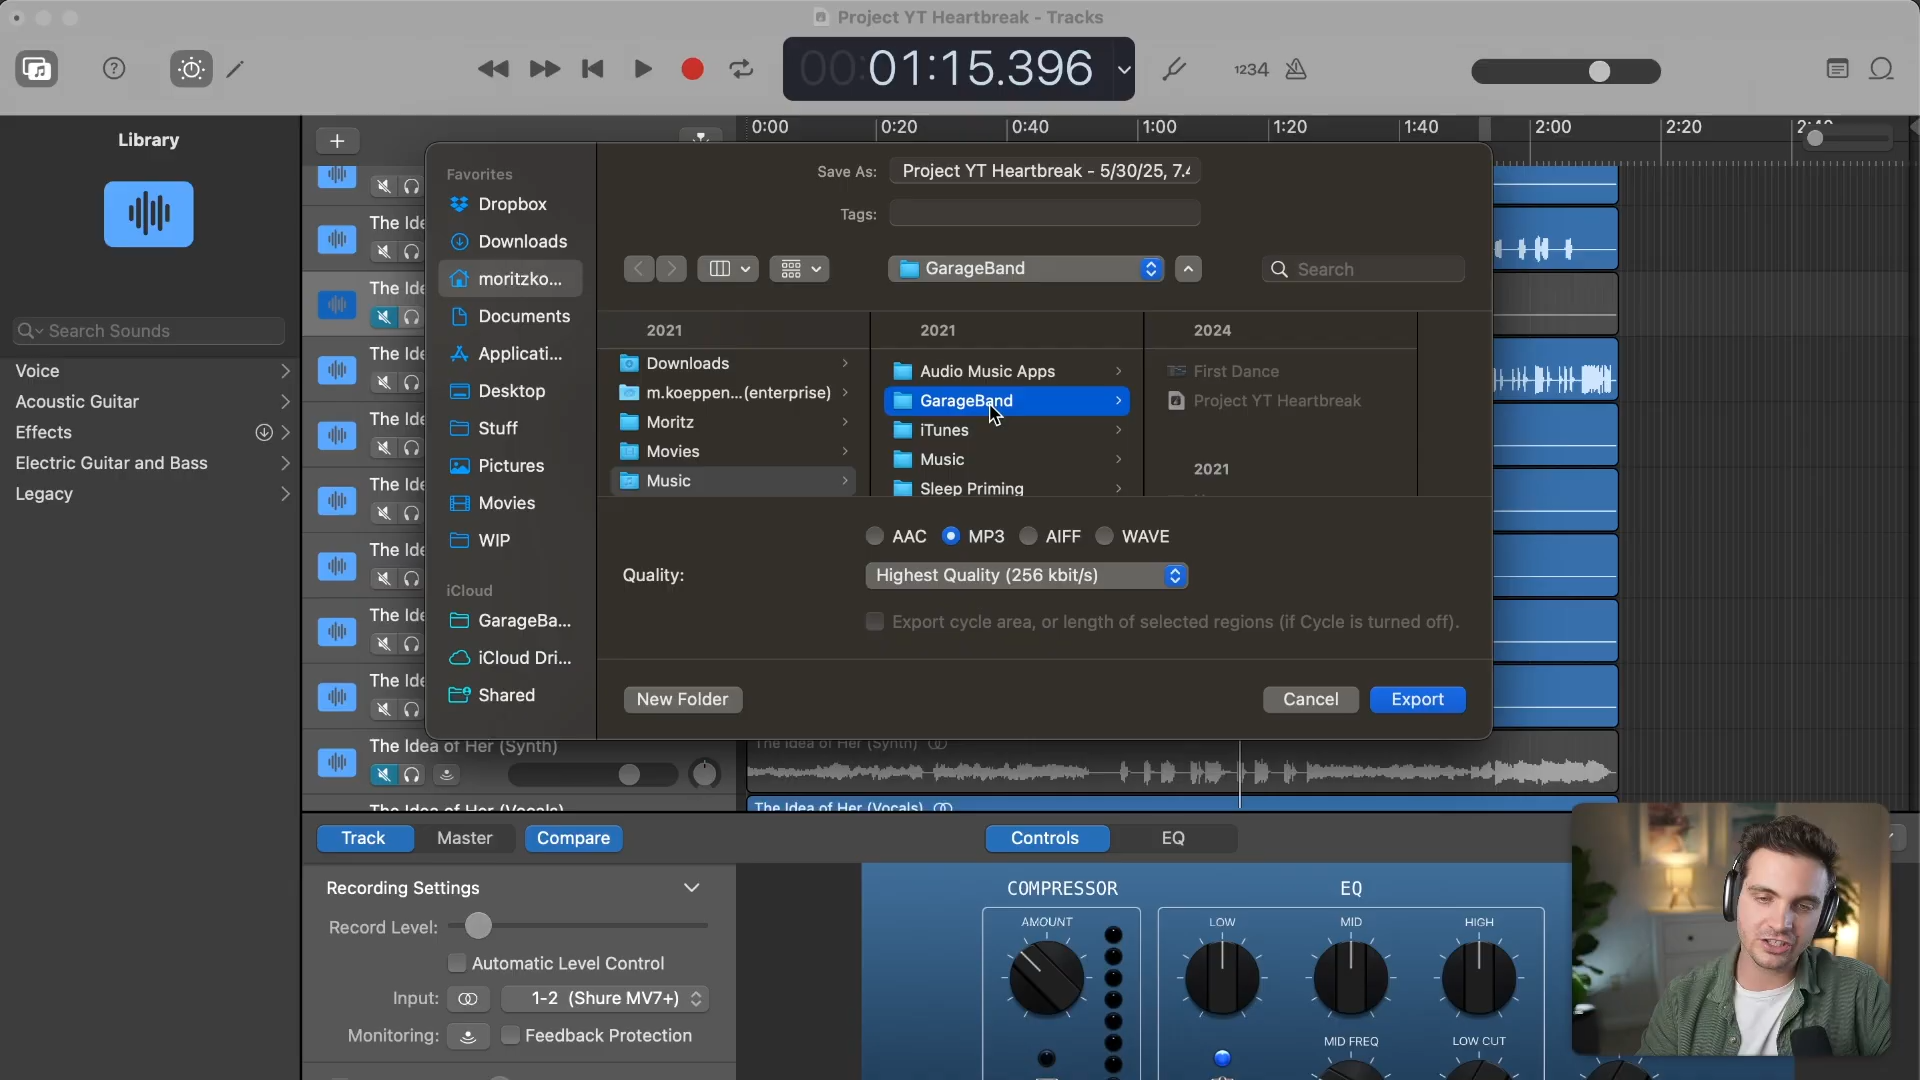 Project YT Heartbreak - Tracks
00:01:15.396
1234
Library
0:00
0:20
0:40
1:00
1:20
1:40
2:00
2:20
Search Sounds
Voice
Acoustic Guitar
Effects
Electric Guitar and Bass
Legacy
The Ide
The Ide
The Ide
The Ide
The Ide
The Ide
The Ide
The Ide
The Idea of Her (Synth)
The Idea of Her (Vocals)
Favorites
Dropbox
Downloads
moritzko...
Documents
Applicati...
Desktop
Stuff
Pictures
Movies
WIP
iCloud
GarageBa...
iCloud Dri...
Shared
Save As:
Project YT Heartbreak - 5/30/25, 7.4
Tags:
GarageBand
Search
2021
Downloads
m.koeppen...(enterprise)
Moritz
Movies
Music
2021
Audio Music Apps
GarageBand
iTunes
Music
Sleep Priming
2024
First Dance
Project YT Heartbreak
2021
AAC
MP3
AIFF
WAVE
Quality:
Highest Quality (256 kbit/s)
Export cycle area, or length of selected regions (if Cycle is turned off).
New Folder
Cancel
Export
The Idea of Her (Synth)
The Idea of Her (Vocals)
Track
Master
Compare
Controls
EQ
Recording Settings
Record Level:
Automatic Level Control
Input:
1-2 (Shure MV7+)
Monitoring:
Feedback Protection
COMPRESSOR
AMOUNT
EQ
LOW
MID
HIGH
MID FREQ
LOW CUT